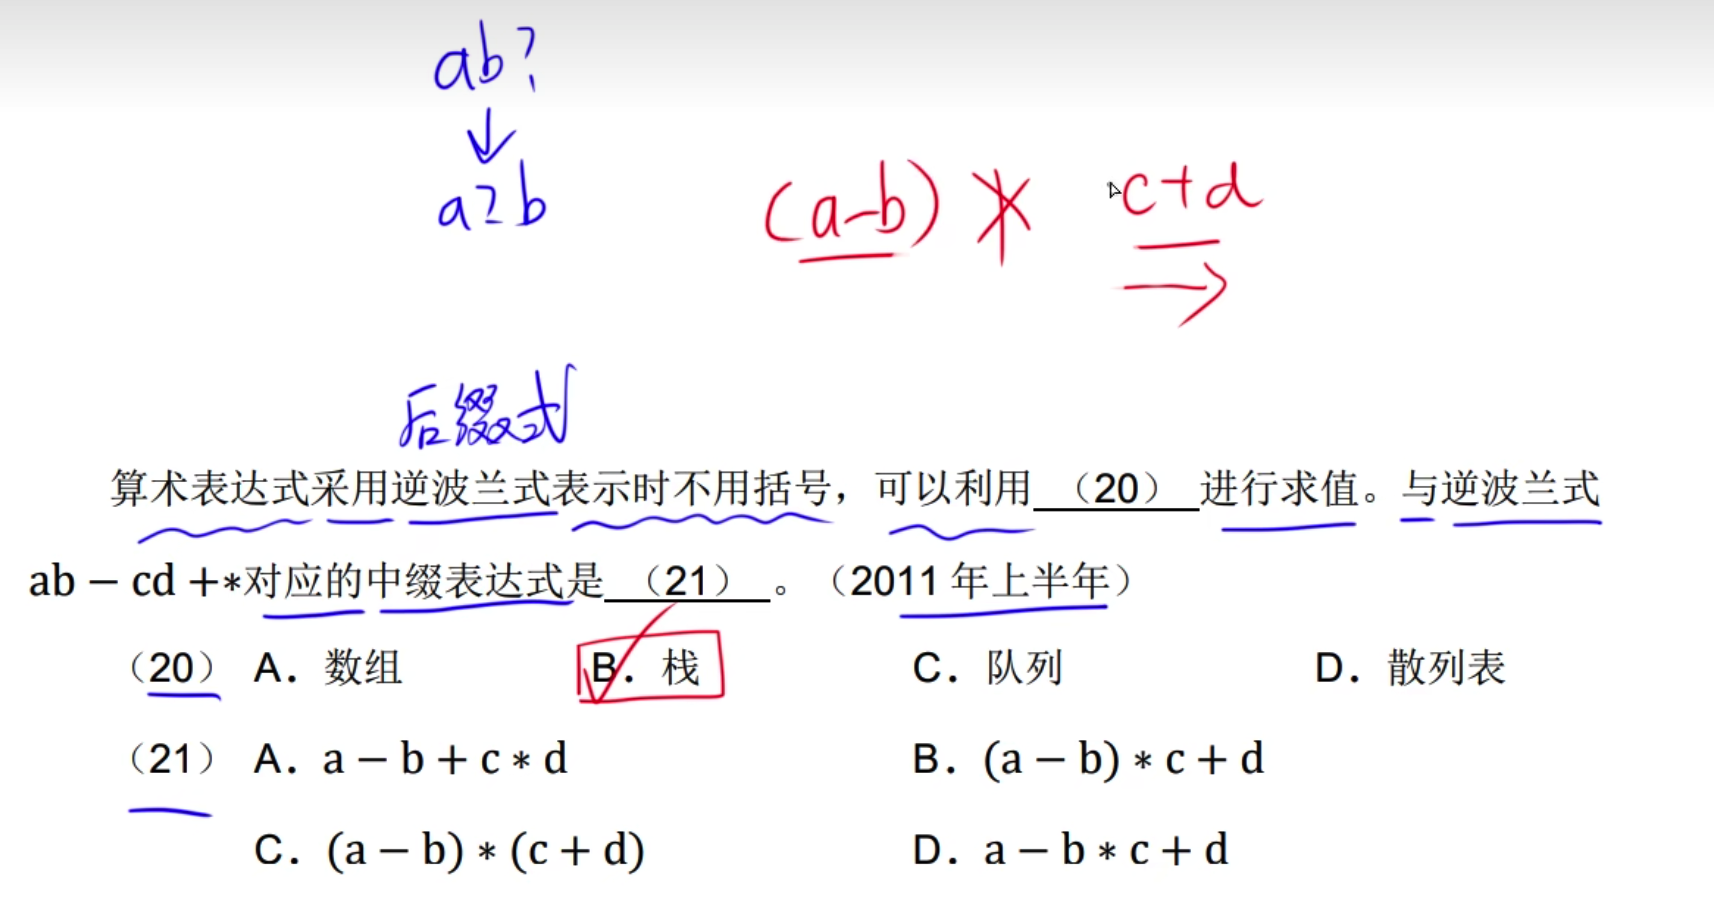 ab?
↓
a?b
(a-b) * c+d
后缀式
算术表达式采用逆波兰式表示时不用括号，可以利用（20）进行求值。与逆波兰式
ab − cd +∗对应的中缀表达式是（21）。（2011 年上半年）
（20） A. 数组 B. 栈 C. 队列 D. 散列表
（21） A. a − b + c ∗ d B. (a − b) ∗ c + d
C. (a − b) ∗ (c + d) D. a − b ∗ c + d